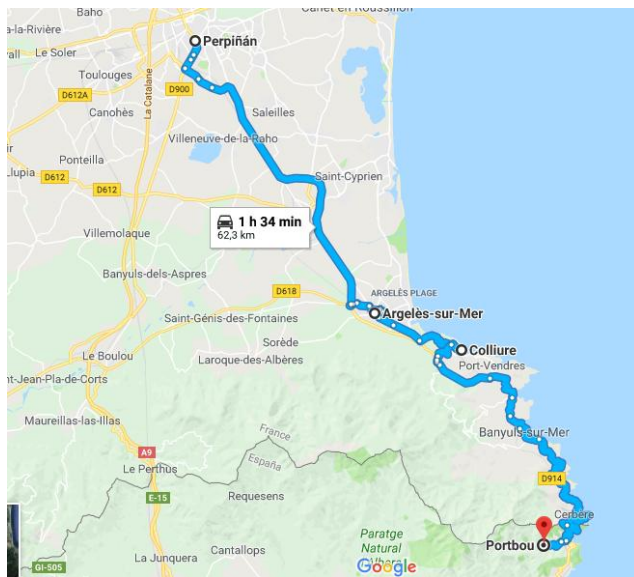 Baho
Canet en Roussillon
a-la-Rivière
Perpiñán
Le Soler
Toulouges
D900
La Catalane
D612A
Canohès
Saleilles
Villeneuve-de-la-Raho
Ponteilla
Llupia
D612
D612
Saint-Cyprien
1 h 34 min
62,3 km
Villemolaque
Banyuls-dels-Aspres
D618
ARGELÈS PLAGE
Argelès-sur-Mer
Saint-Génis-des-Fontaines
Sorède
Colliure
Le Boulou
Laroque-des-Albères
Port-Vendres
nt-Jean-Pla-de-Corts
Maureillas-las-Illas
Banyuls-sur-Mer
France
España
A9
Le Perthus
D914
E-15
Requesens
Cerbère
Paratge
Natural
Portbou
La Junquera
Cantallops
Google
GI-505